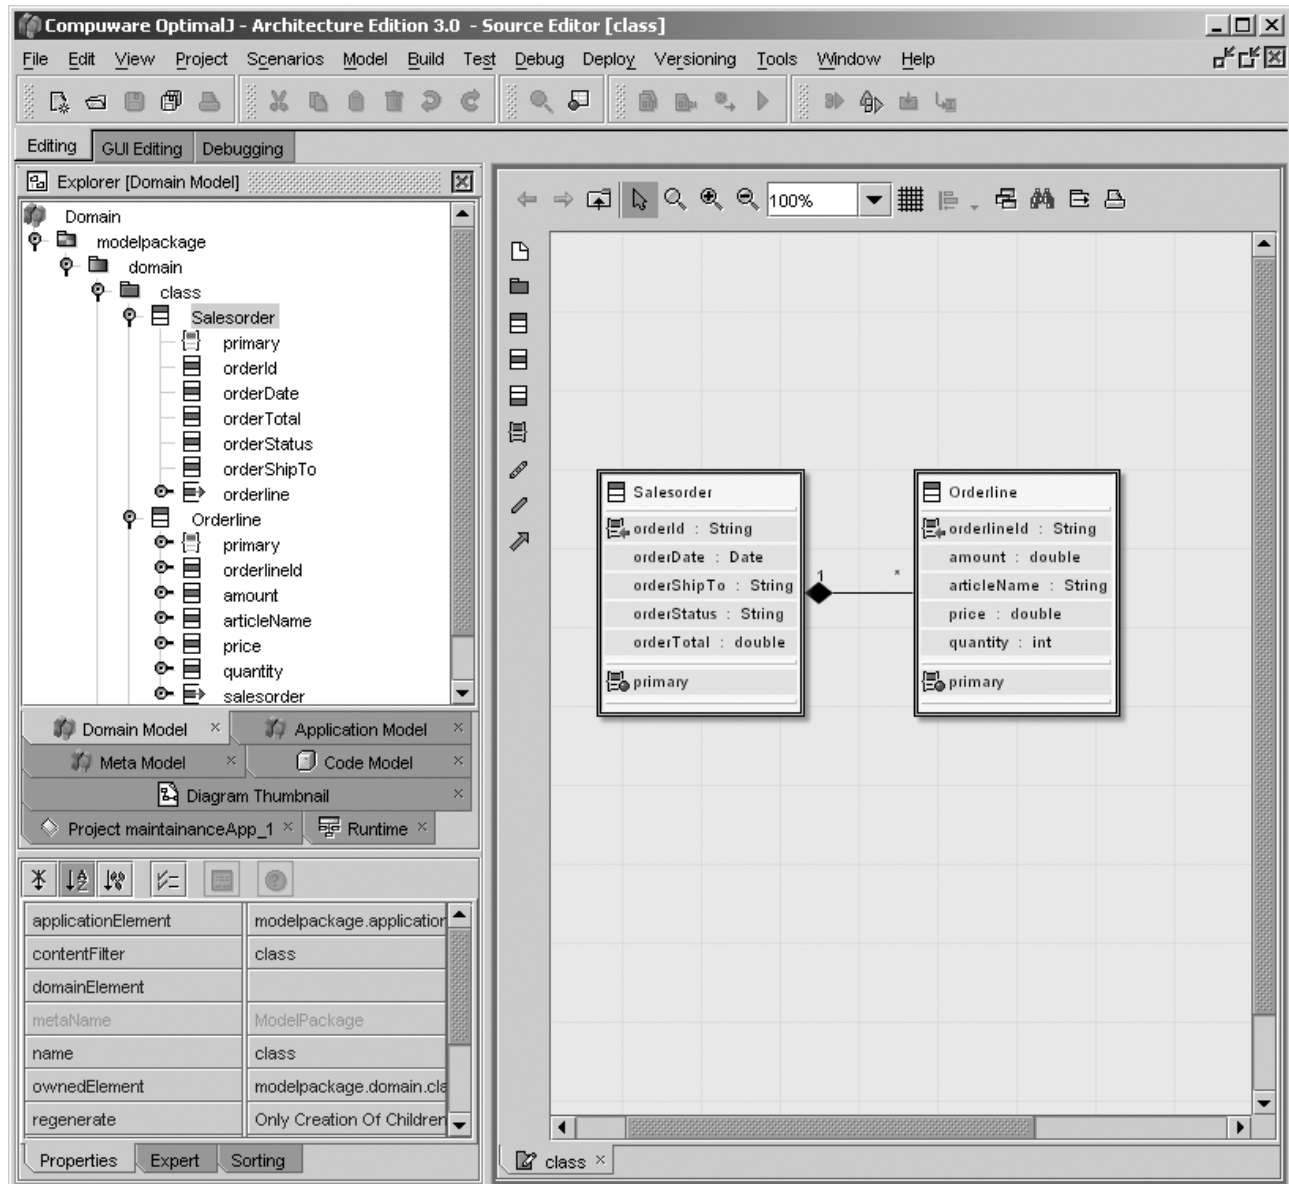 Compuware OptimalJ - Architecture Edition 3.0 - Source Editor [class]
File Edit View Project Scenarios Model Build Test Debug Deploy Versioning Tools Window Help
Editing GUI Editing Debugging
Explorer [Domain Model]
Domain
modelpackage
domain
class
Salesorder
primary
orderId
orderDate
orderTotal
orderStatus
orderShipTo
orderline
Orderline
primary
orderlineId
amount
articleName
price
quantity
salesorder
Domain Model × Application Model ×
Meta Model × Code Model ×
Diagram Thumbnail ×
Project maintainanceApp_1 × Runtime ×
applicationElement modelpackage.application
contentFilter class
domainElement
metaName ModelPackage
name class
ownedElement modelpackage.domain.cla
regenerate Only Creation Of Children
Properties Expert Sorting
100%
Salesorder
orderId : String
orderDate : Date
orderShipTo : String
orderStatus : String
orderTotal : double
primary
1 *
Orderline
orderlineId : String
amount : double
articleName : String
price : double
quantity : int
primary
class ×